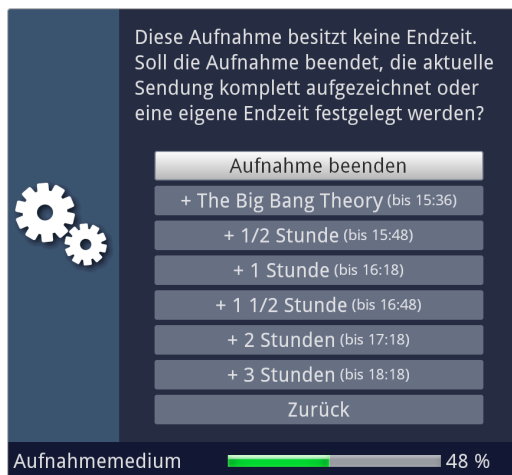 Diese Aufnahme besitzt keine Endzeit.
Soll die Aufnahme beendet, die aktuelle
Sendung komplett aufgezeichnet oder
eine eigene Endzeit festgelegt werden?
Aufnahme beenden
+ The Big Bang Theory (bis 15:36)
+ 1/2 Stunde (bis 15:48)
+ 1 Stunde (bis 16:18)
+ 1 1/2 Stunde (bis 16:48)
+ 2 Stunden (bis 17:18)
+ 3 Stunden (bis 18:18)
Zurück
Aufnahmemedium 48 %